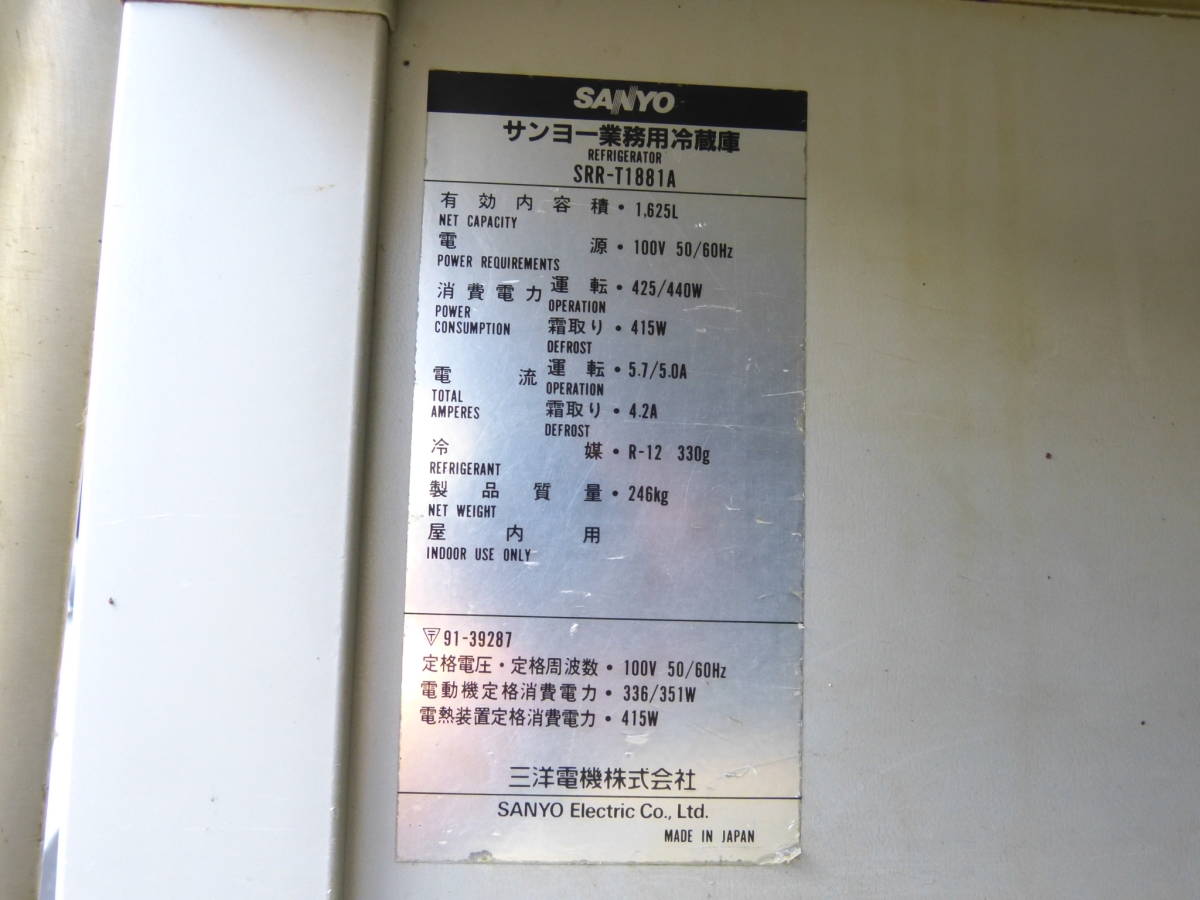 SANYO
サンヨー業務用冷蔵庫
REFRIGERATOR
SRR-T1881A
有効内容積・1,625L
NET CAPACITY
電源・100V 50/60Hz
POWER REQUIREMENTS
消費電力 運転・425/440W
POWER CONSUMPTION OPERATION
霜取り・415W
DEFROST
電流 運転・5.7/5.0A
TOTAL AMPERES OPERATION
霜取り・4.2A
DEFROST
冷媒・R-12 330g
REFRIGERANT
製品質量・246kg
NET WEIGHT
屋内用
INDOOR USE ONLY
〒91-39287
定格電圧・定格周波数・100V 50/60Hz
電動機定格消費電力・336/351W
電熱装置定格消費電力・415W
三洋電機株式会社
SANYO Electric Co., Ltd.
MADE IN JAPAN